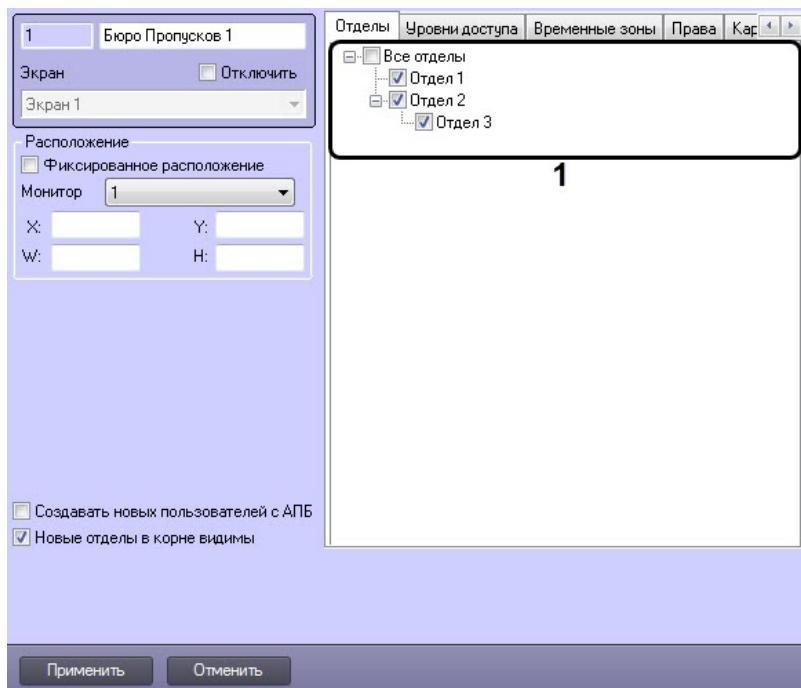 1 Бюро Пропусков 1
Экран Отключить
Экран 1
Расположение
Фиксированное расположение
Монитор 1
X: Y:
W: H:
Создавать новых пользователей с АПБ
Новые отделы в корне видимы
Отделы Уровни доступа Временные зоны Права Кар
Все отделы
Отдел 1
Отдел 2
Отдел 3
1
Применить Отменить